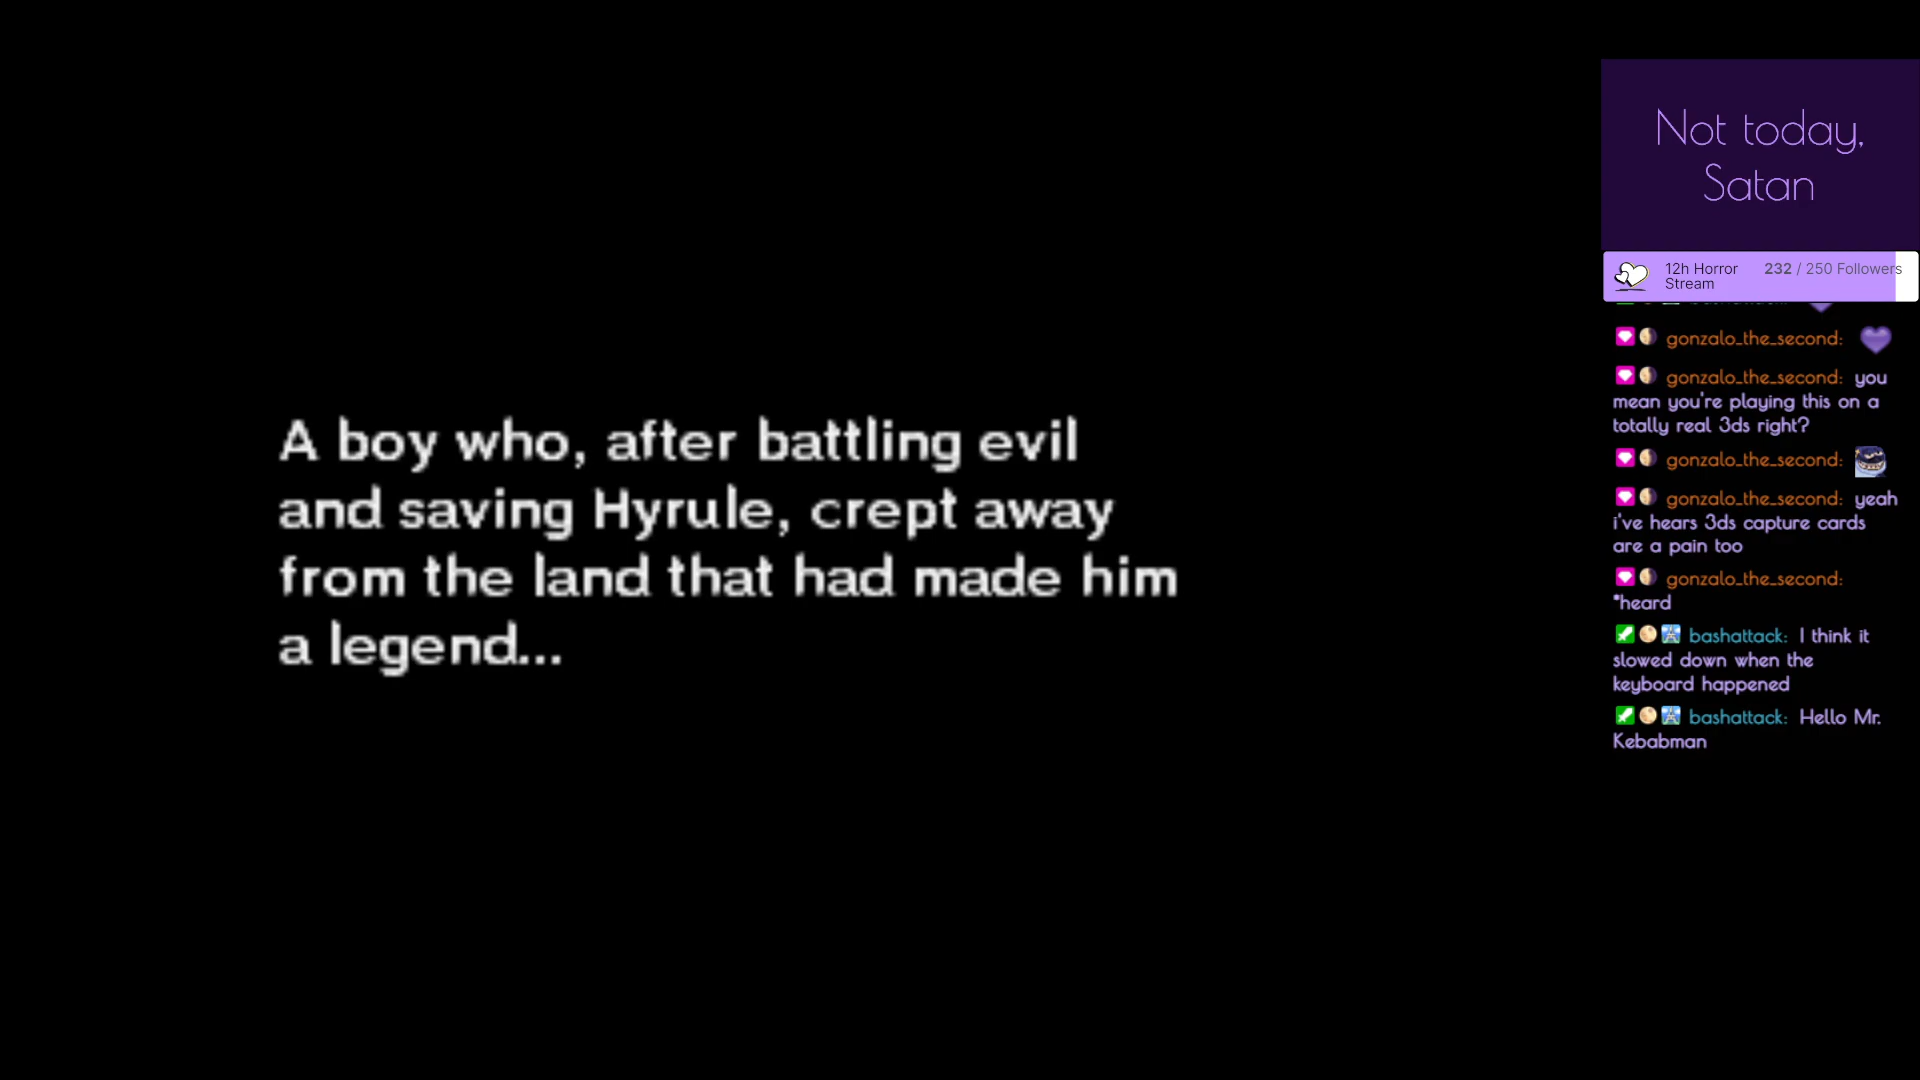 A boy who, after battling evil
and saving Hyrule, crept away
from the land that had made him
a legend...
Not today,
Satan
12h Horror
Stream
232 / 250 Followers
gonzalo_the_second:
gonzalo_the_second: you
mean you're playing this on a
totally real 3ds right?
gonzalo_the_second:
gonzalo_the_second: yeah
i've hears 3ds capture cards
are a pain too
gonzalo_the_second:
*heard
bashattack: I think it
slowed down when the
keyboard happened
bashattack: Hello Mr.
Kebabman